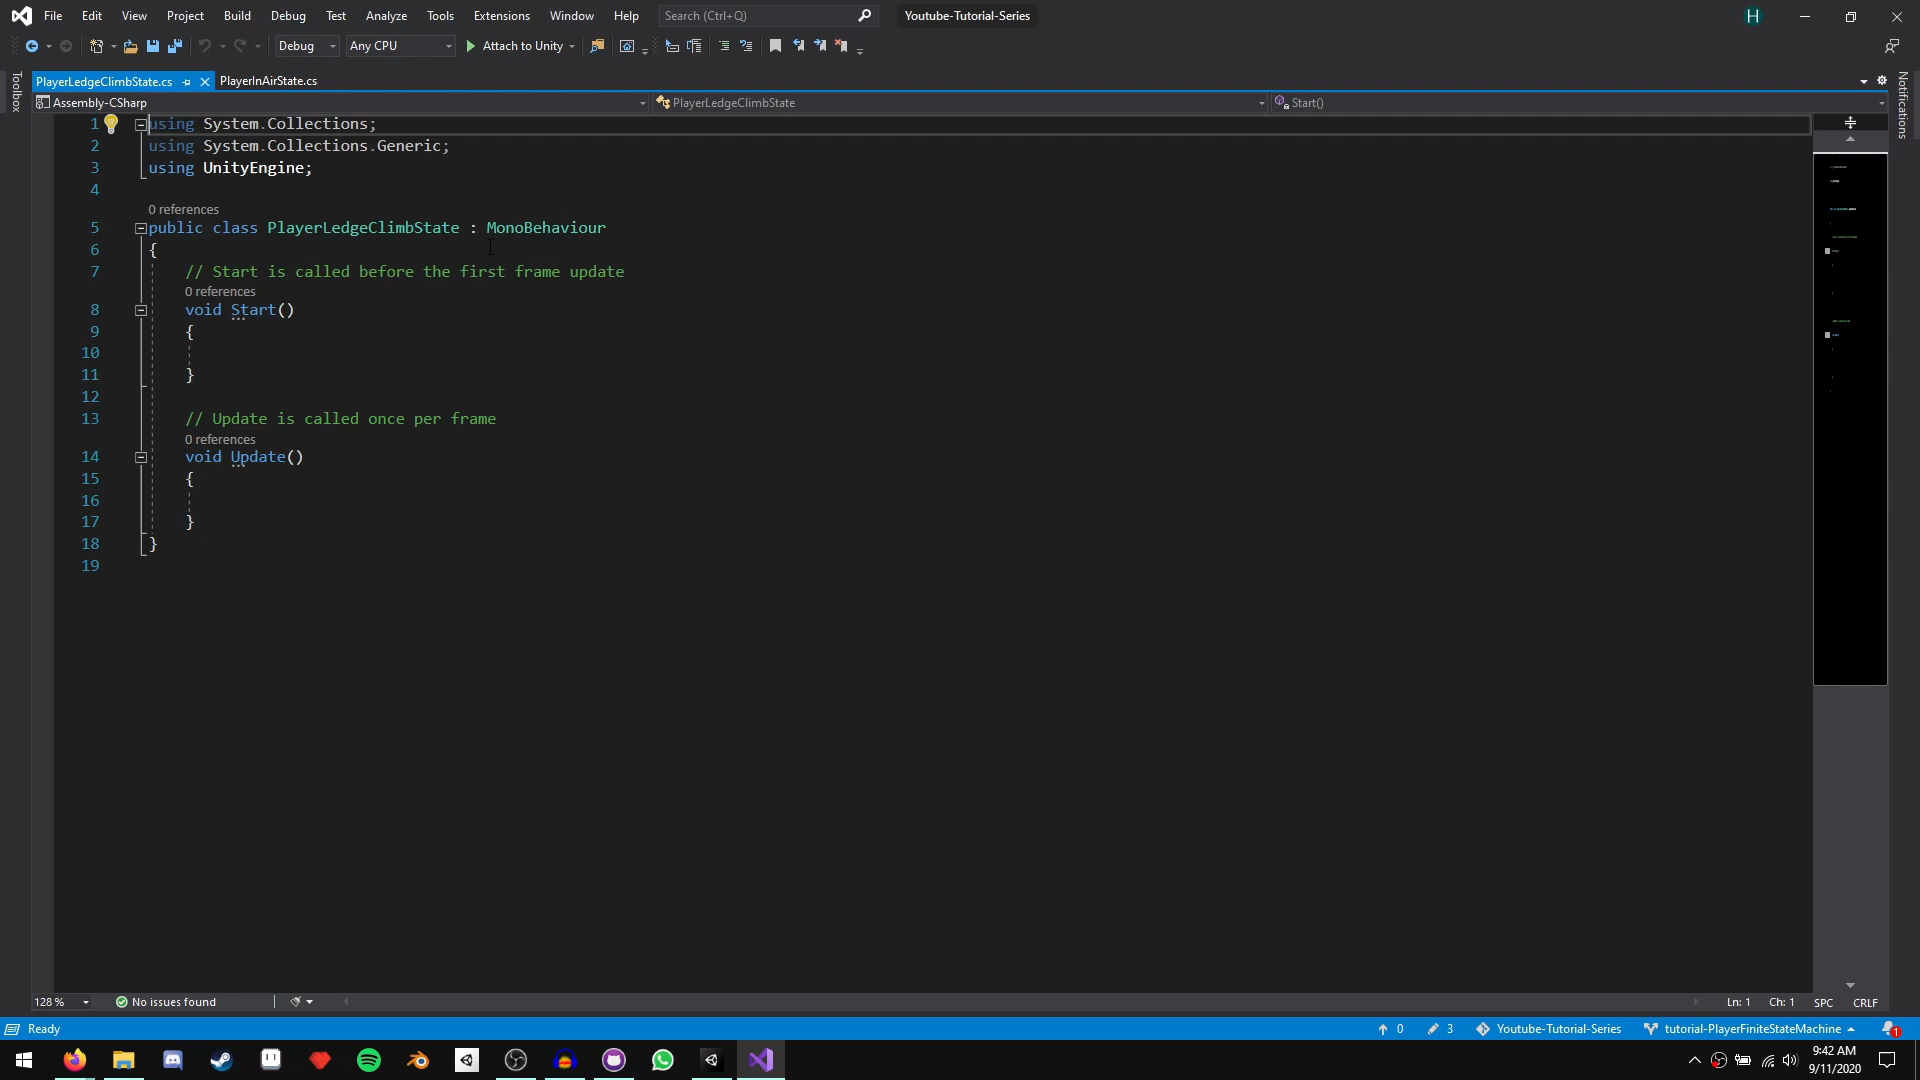 File Edit View Project Build Debug Test Analyze Tools Extensions Window Help Search (Ctrl+Q) Youtube-Tutorial-Series H
Debug Any CPU Attach to Unity
PlayerLedgeClimbState.cs PlayerInAirState.cs
Toolbox
Notifications
Assembly-CSharp PlayerLedgeClimbState Start()
1 using System.Collections;
2 using System.Collections.Generic;
3 using UnityEngine;
4
0 references
5 public class PlayerLedgeClimbState : MonoBehaviour
6 {
7 // Start is called before the first frame update
0 references
8 void Start()
9 {
10
11 }
12
13 // Update is called once per frame
0 references
14 void Update()
15 {
16
17 }
18 }
19
128 % No issues found Ln: 1 Ch: 1 SPC CRLF
Ready 0 3 Youtube-Tutorial-Series tutorial-PlayerFiniteStateMachine 1
9:42 AM
9/11/2020